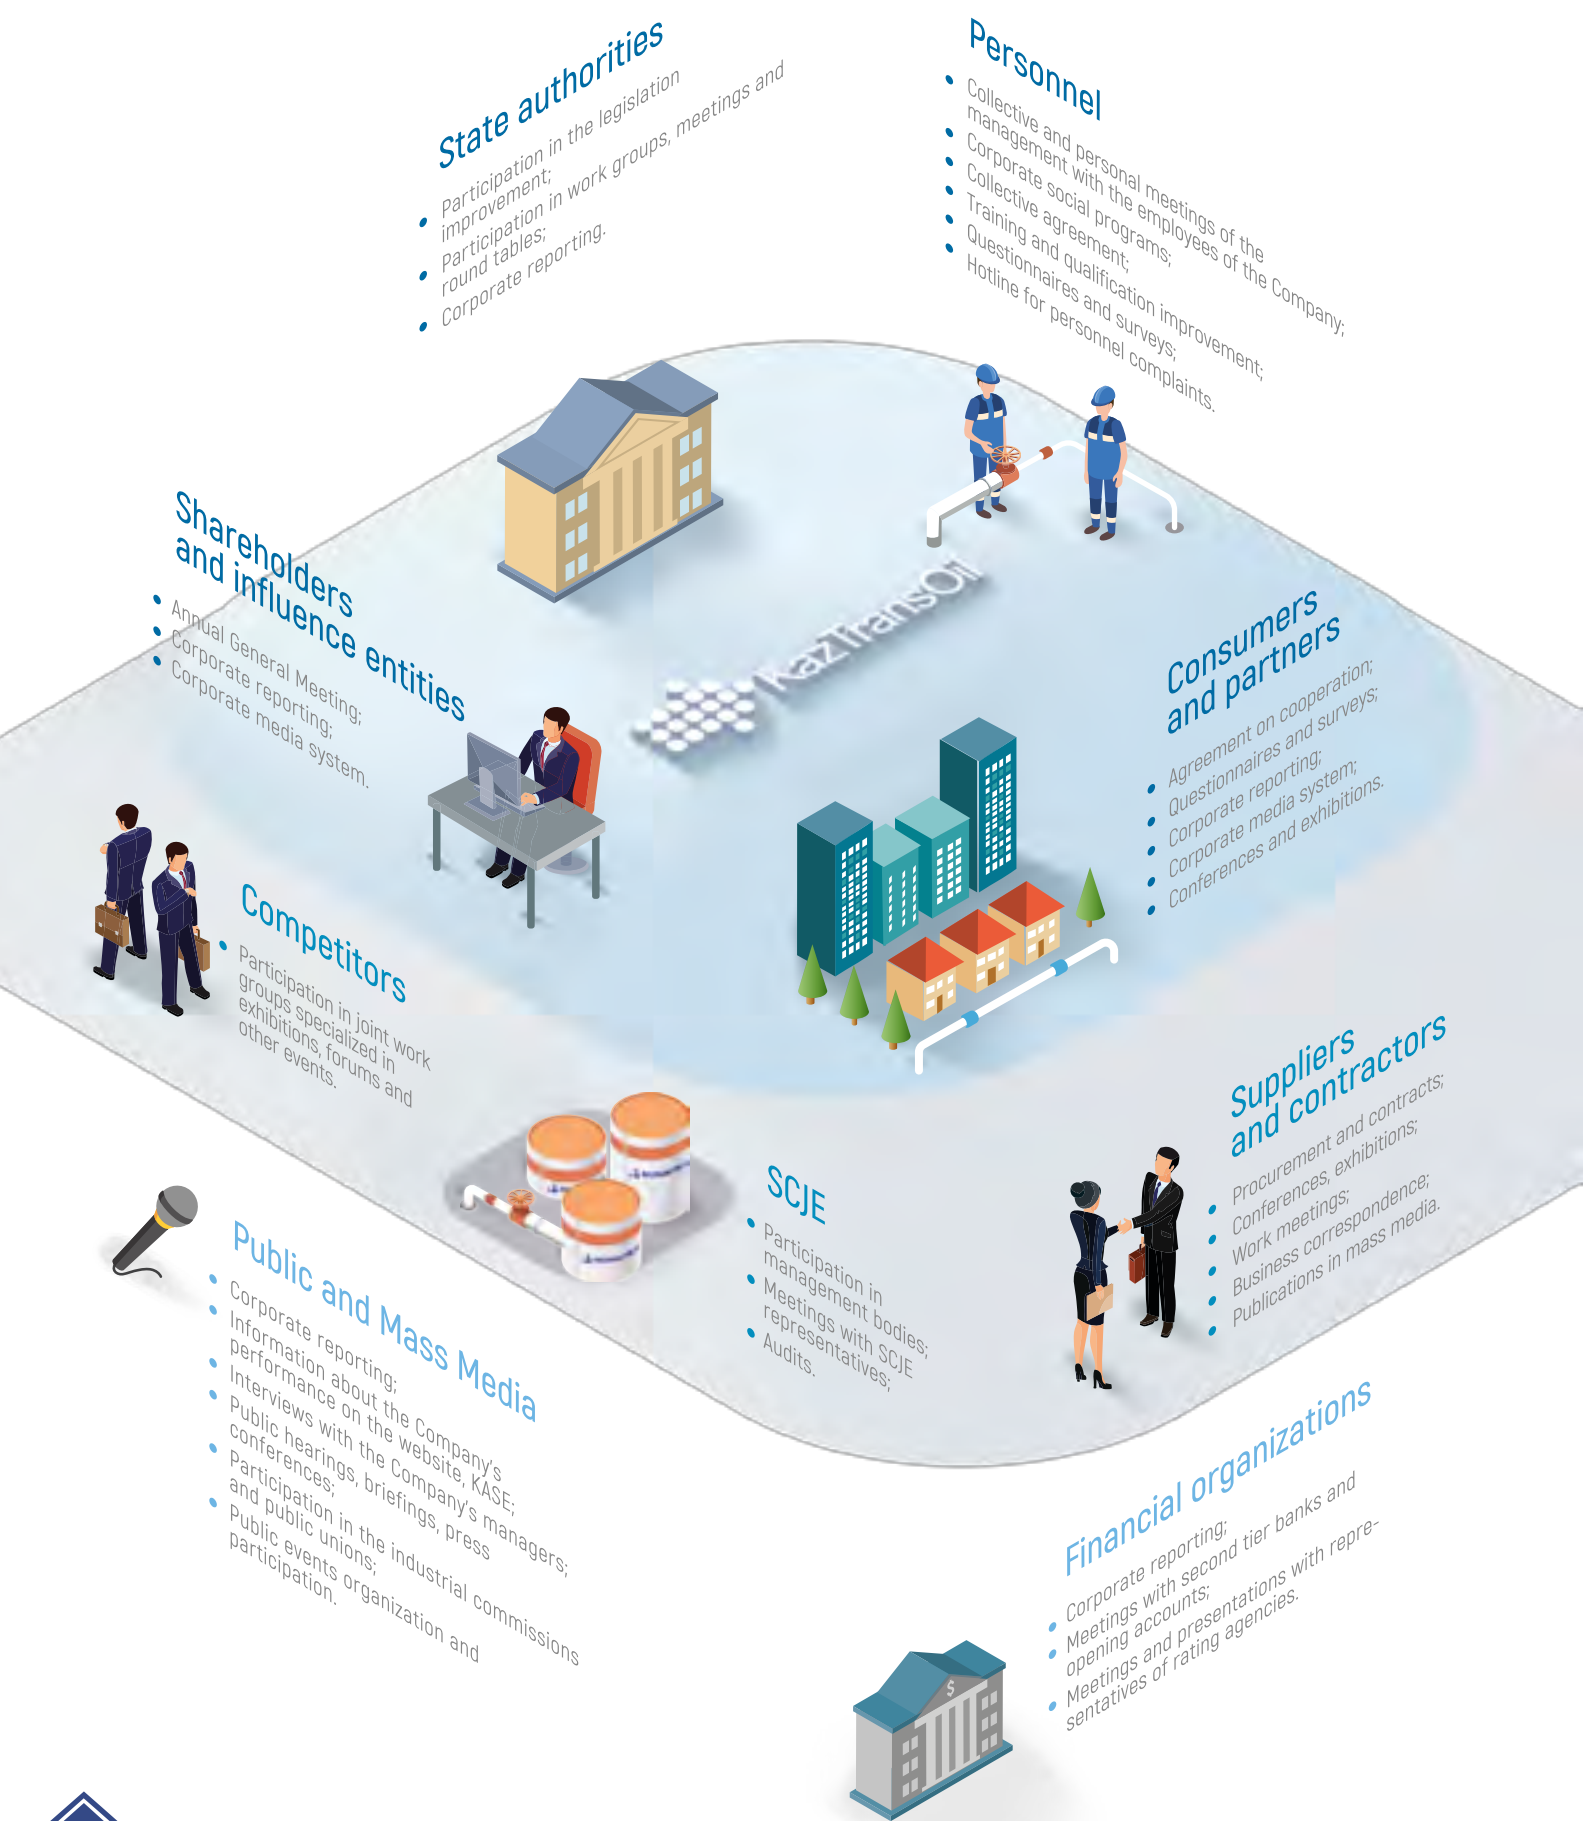 State authorities
Participation in the legislation
improvement;
Participation in work groups, meetings and
round tables;
Corporate reporting.
Personnel
Collective and personal meetings of the
management with the employees of the Company;
Corporate social programs;
Collective agreement;
Training and qualification improvement;
Questionnaires and surveys;
Hotline for personnel complaints.
Shareholders
and influence entities
Annual General Meeting;
Corporate reporting;
Corporate media system.
KazTransOil
Consumers
and partners
Agreement on cooperation;
Questionnaires and surveys;
Corporate reporting;
Corporate media system;
Conferences and exhibitions.
Competitors
Participation in joint work
groups specialized in
exhibitions, forums and
other events.
Suppliers
and contractors
Procurement and contracts;
Conferences, exhibitions;
Work meetings;
Business correspondence;
Publications in mass media.
SCJE
Participation in
management bodies;
Meetings with SCJE
representatives;
Audits.
Public and Mass Media
Corporate reporting;
Information about the Company's
performance on the website, KASE;
Interviews with the Company's managers;
Public hearings, briefings, press
conferences;
Participation in the industrial commissions
and public unions;
Public events organization and
participation.
Financial organizations
Corporate reporting;
Meetings with second tier banks and
opening accounts;
Meetings and presentations with repre-
sentatives of rating agencies.
$